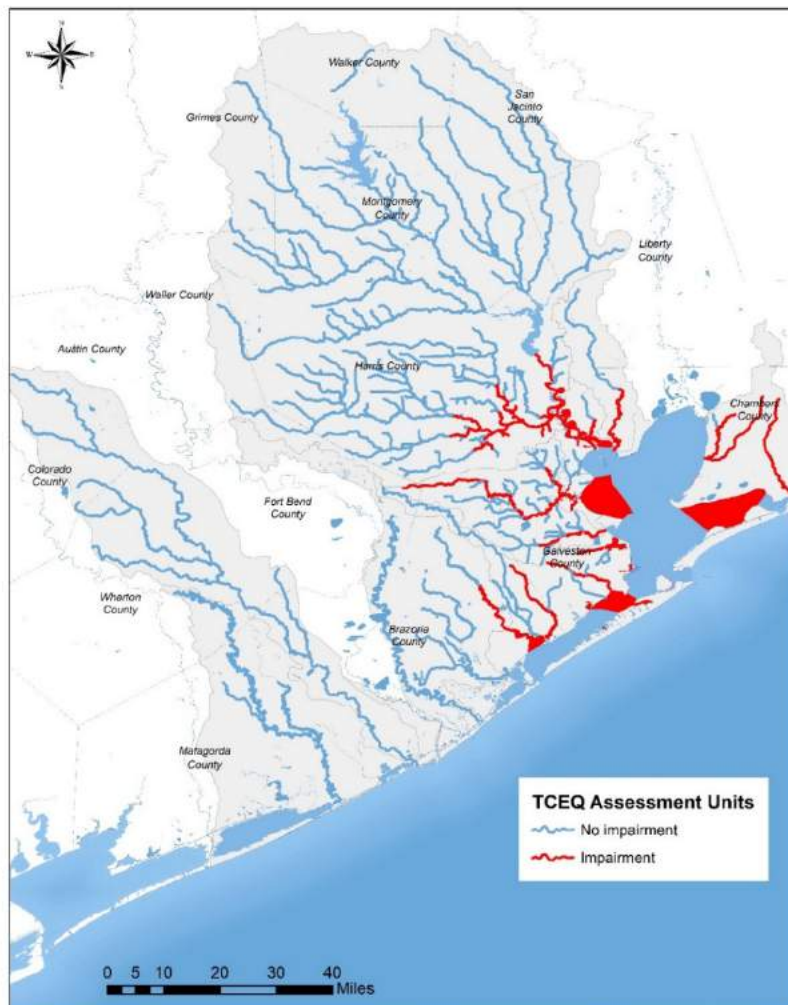 N
W
E
S
Walker County
San
Jacinto
County
Grimes County
Montgomery
County
Liberty
County
Waller County
Austin County
Harris County
Chambers
County
Colorado
County
Fort Bend
County
Galveston
County
Wharton
County
Brazoria
County
Matagorda
County
TCEQ Assessment Units
No impairment
Impairment
0 5 10 20 30 40
Miles